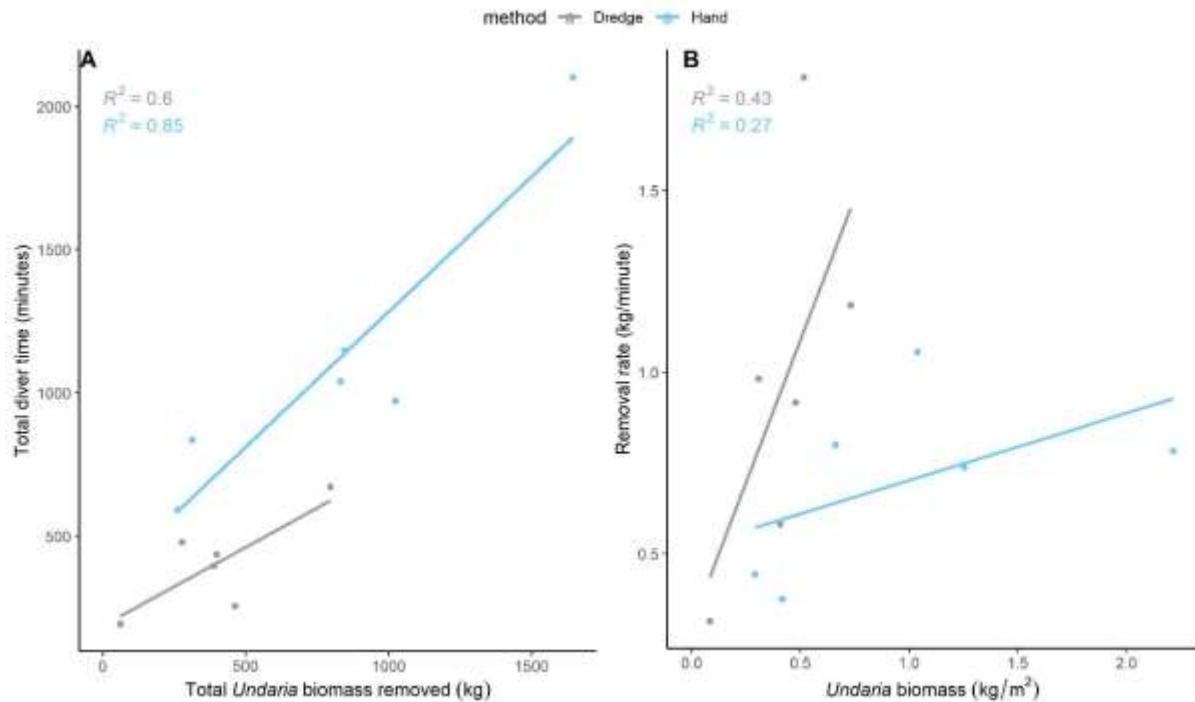 method Dredge Hand
A
R² = 0.6
R² = 0.85
2000
1500
1000
500
Total diver time (minutes)
0 500 1000 1500
Total Undaria biomass removed (kg)
B
R² = 0.43
R² = 0.27
1.5
1.0
0.5
Removal rate (kg/minute)
0.0 0.5 1.0 1.5 2.0
Undaria biomass (kg/m²)